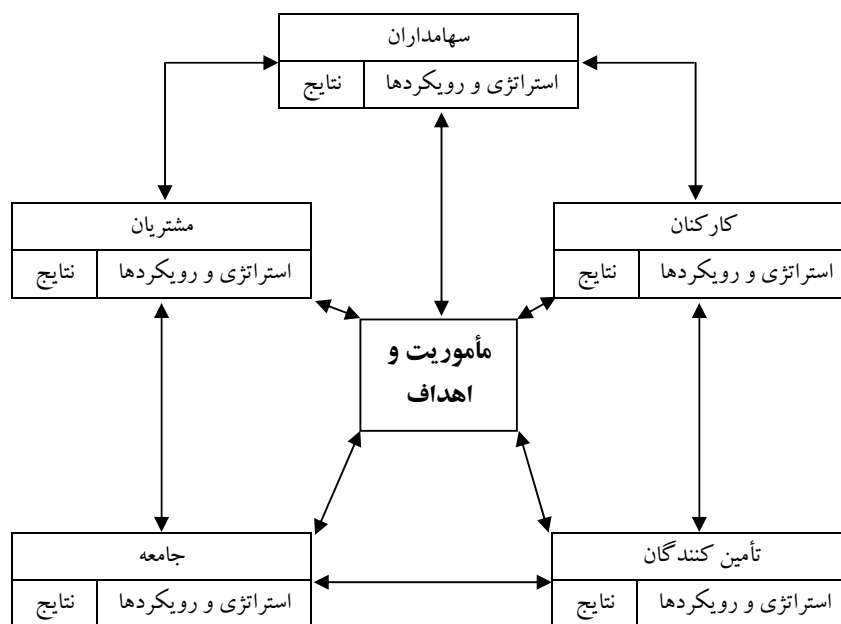 سهامداران
استراتژی و رویکردها
نتایج
کارکنان
استراتژی و رویکردها
نتایج
مشتریان
استراتژی و رویکردها
نتایج
مأموریت و
اهداف
تأمین کنندگان
استراتژی و رویکردها
نتایج
جامعه
استراتژی و رویکردها
نتایج